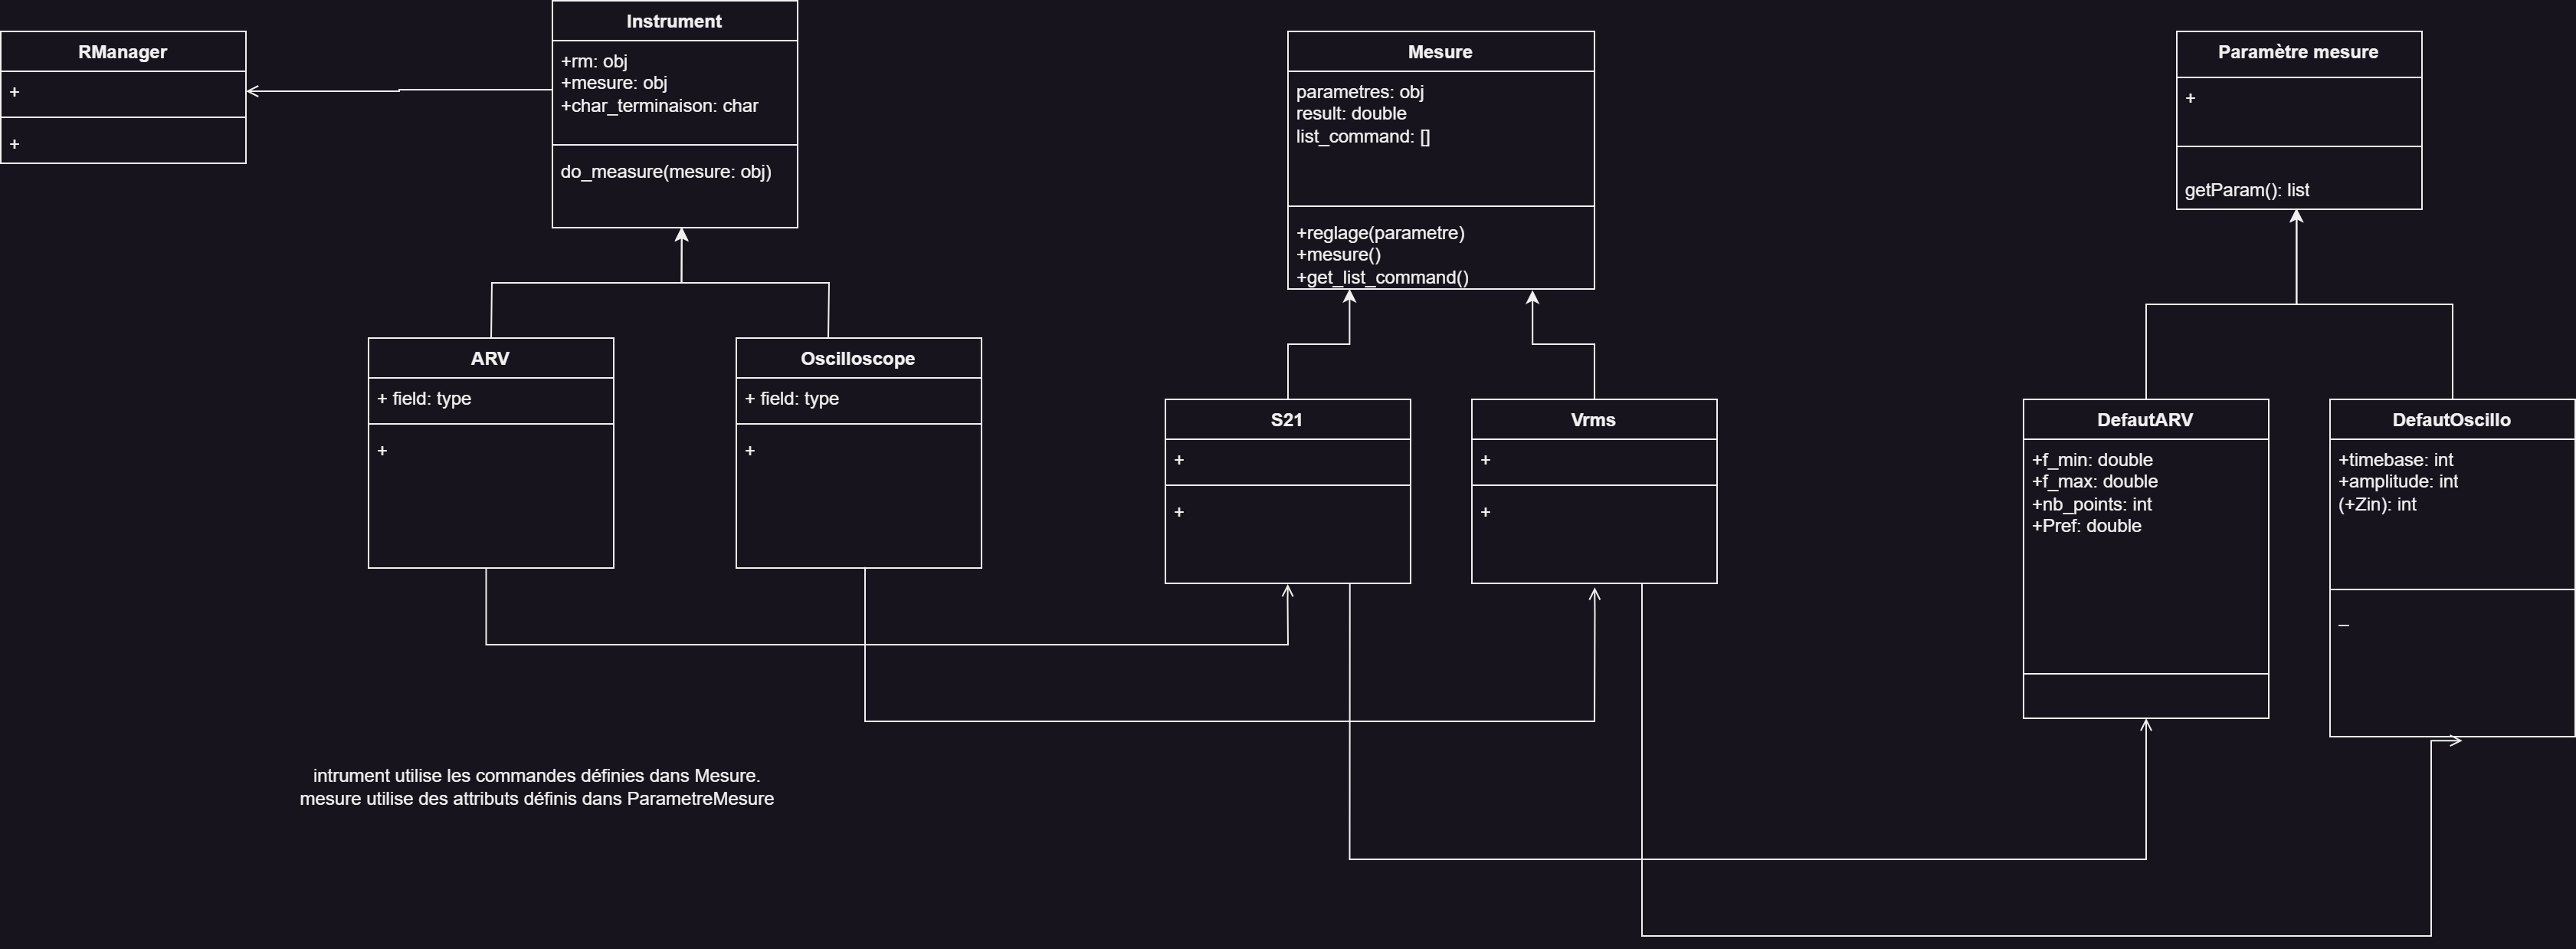 RManager
+
+
Instrument
+rm: obj
+mesure: obj
+char_terminaison: char
do_measure(mesure: obj)
Mesure
parametres: obj
result: double
list_command: []
+reglage(parametre)
+mesure()
+get_list_command()
Paramètre mesure
+
getParam(): list
ARV
+ field: type
+
Oscilloscope
+ field: type
+
S21
+
+
Vrms
+
+
DefautARV
+f_min: double
+f_max: double
+nb_points: int
+Pref: double
DefautOscillo
+timebase: int
+amplitude: int
(+Zin): int
_
intrument utilise les commandes définies dans Mesure.
mesure utilise des attributs définis dans ParametreMesure